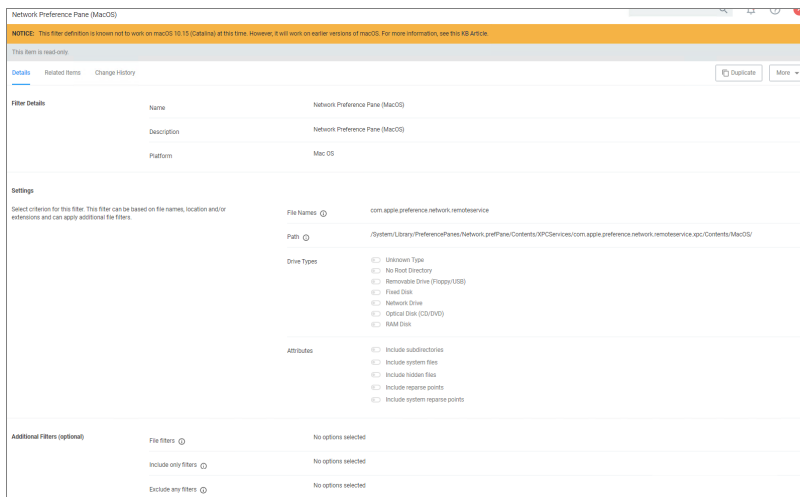 Network Preference Pane (MacOS)
NOTICE: This filter definition is known not to work on macOS 10.15 (Catalina) at this time. However, it will work on earlier versions of macOS. For more information, see this KB Article.
This item is read-only.
Details Related Items Change History Duplicate More
Filter Details
Name Network Preference Pane (MacOS)
Description Network Preference Pane (MacOS)
Platform Mac OS
Settings
Select criterion for this filter. This filter can be based on file names, location and/or
extensions and can apply additional file filters.
File Names com.apple.preference.network.remoteservice
Path /System/Library/PreferencePanes/Network.prefPane/Contents/XPCServices/com.apple.preference.network.remoteservice.xpc/Contents/MacOS/
Drive Types Unknown Type
No Root Directory
Removable Drive (Floppy/USB)
Fixed Disk
Network Drive
Optical Disk (CD/DVD)
RAM Disk
Attributes Include subdirectories
Include system files
Include hidden files
Include reparse points
Include system reparse points
Additional Filters (optional)
File filters No options selected
Include only filters No options selected
Exclude any filters No options selected